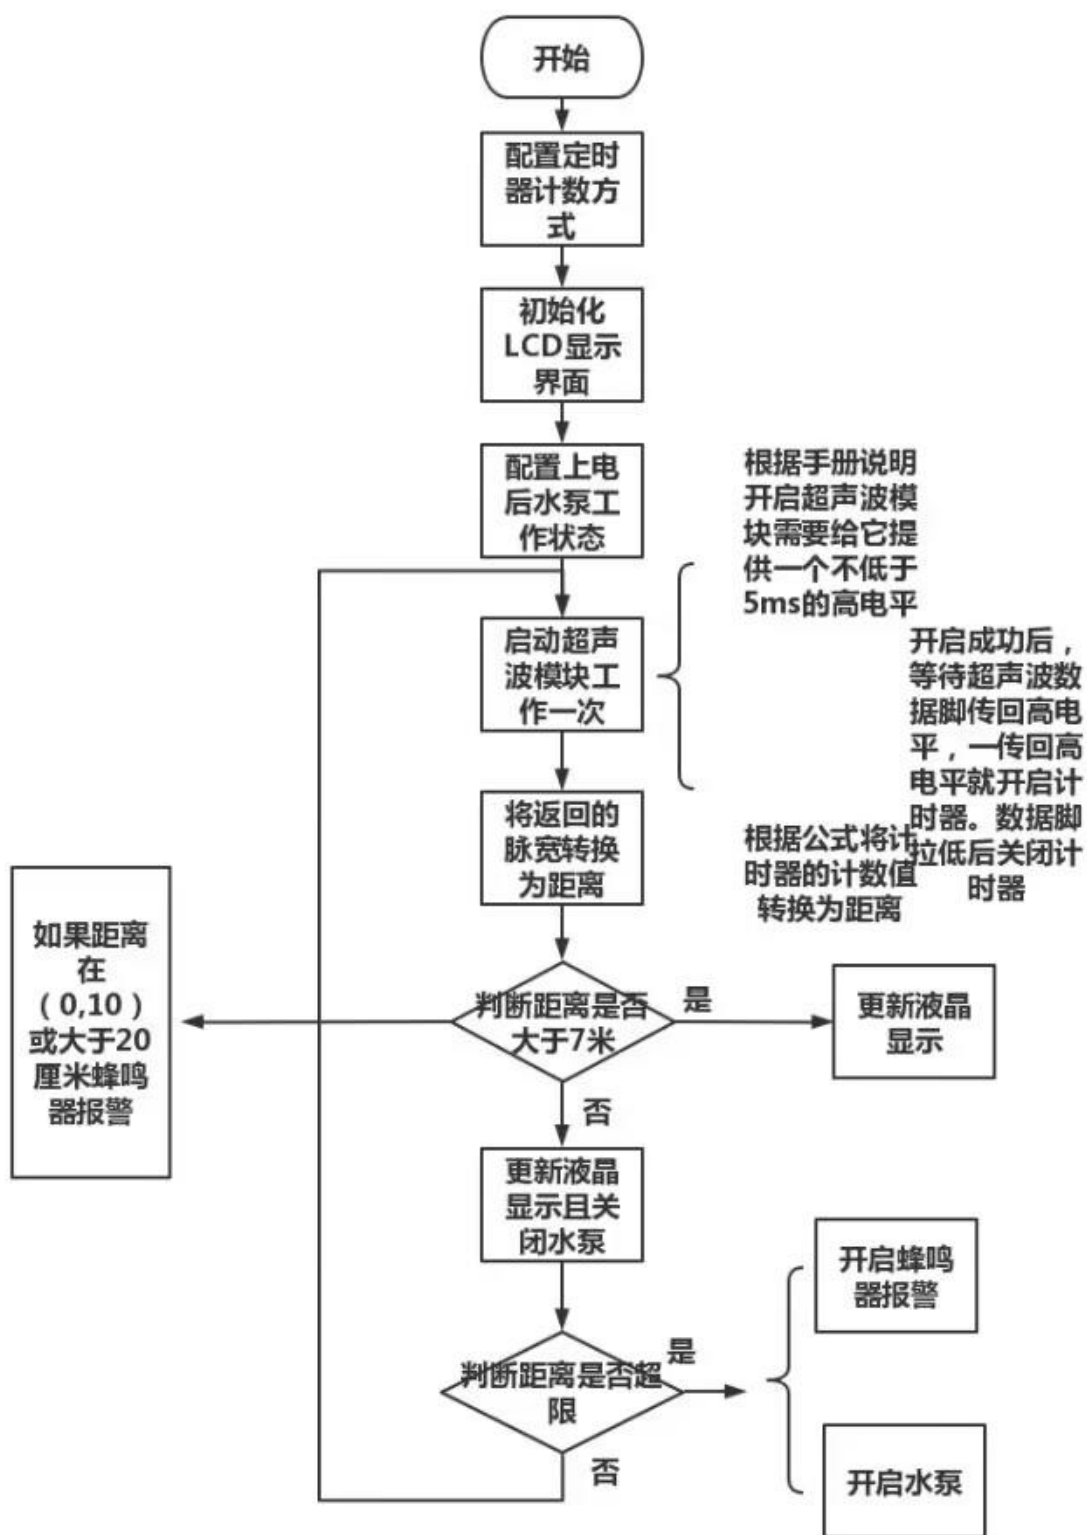 开始
配置定时
器计数方
式
初始化
LCD显示
界面
配置上电
后水泵工
作状态
根据手册说明
开启超声波模
块需要给它提
供一个不低于
5ms的高电平
启动超声
波模块工
作一次
开启成功后，
等待超声波数
据脚传回高电
平，一传回高
电平就开启计
时器。数据脚
拉低后关闭计
时器
将返回的
脉宽转换
为距离
根据公式将计
时器的计数值
转换为距离
如果距离
在
（0,10）
或大于20
厘米蜂鸣
器报警
判断距离是否
大于7米
是
更新液晶
显示
否
更新液晶
显示且关
闭水泵
开启蜂鸣
器报警
判断距离是否超
限
是
否
开启水泵